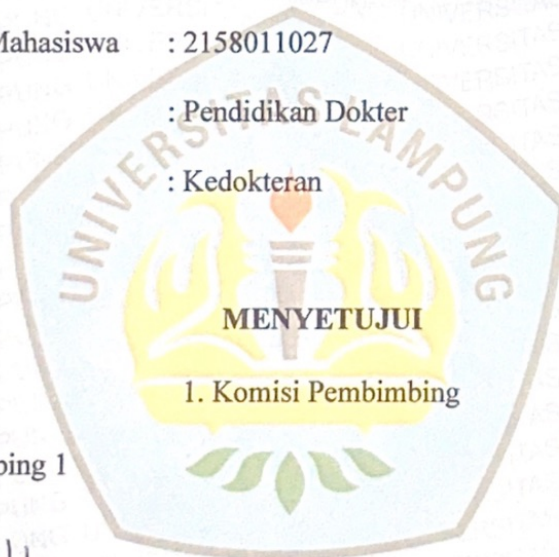 Mahasiswa : 2158011027
: Pendidikan Dokter
: Kedokteran
UNIVERSITAS LAMPUNG
MENYETUJUI
1. Komisi Pembimbing
bing 1